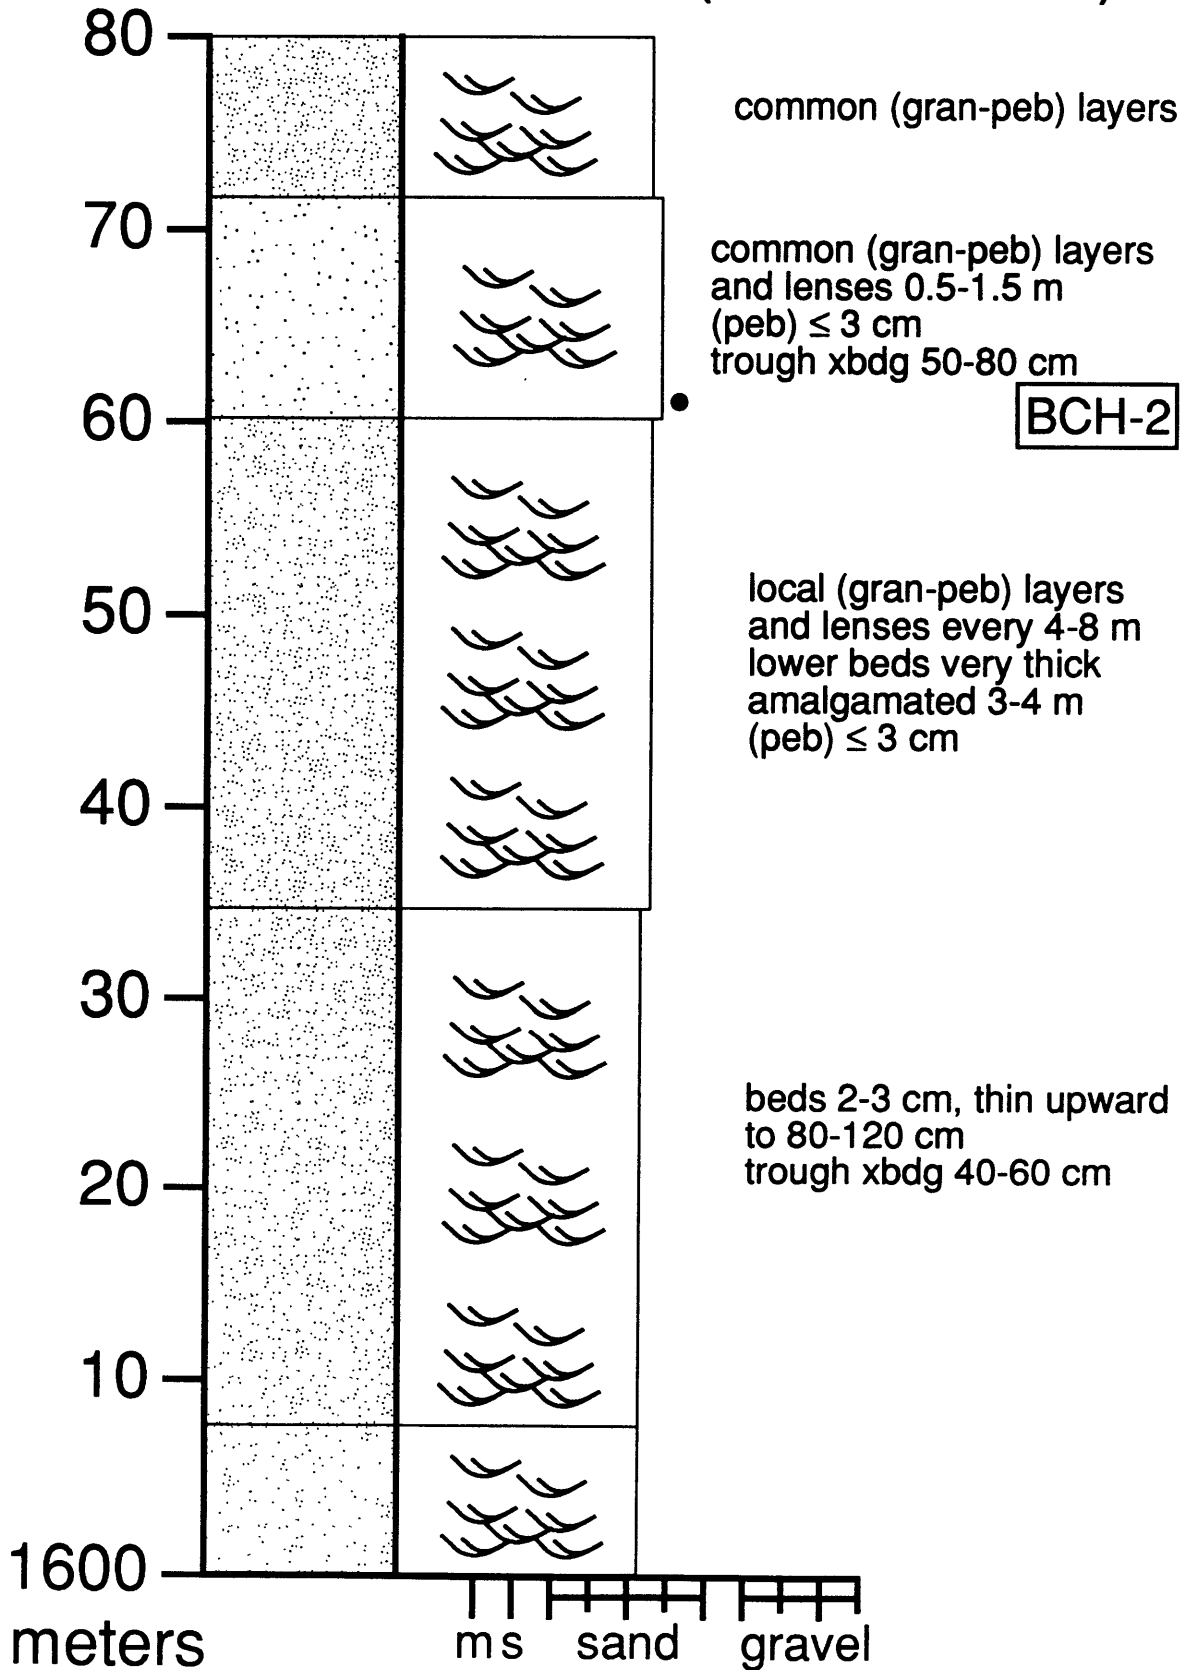 80
common (gran-peb) layers
70
common (gran-peb) layers
and lenses 0.5-1.5 m
(peb) ≤ 3 cm
trough xbdg 50-80 cm
60
BCH-2
50
local (gran-peb) layers
and lenses every 4-8 m
lower beds very thick
amalgamated 3-4 m
(peb) ≤ 3 cm
40
30
beds 2-3 cm, thin upward
to 80-120 cm
trough xbdg 40-60 cm
20
10
1600
meters
m s sand gravel